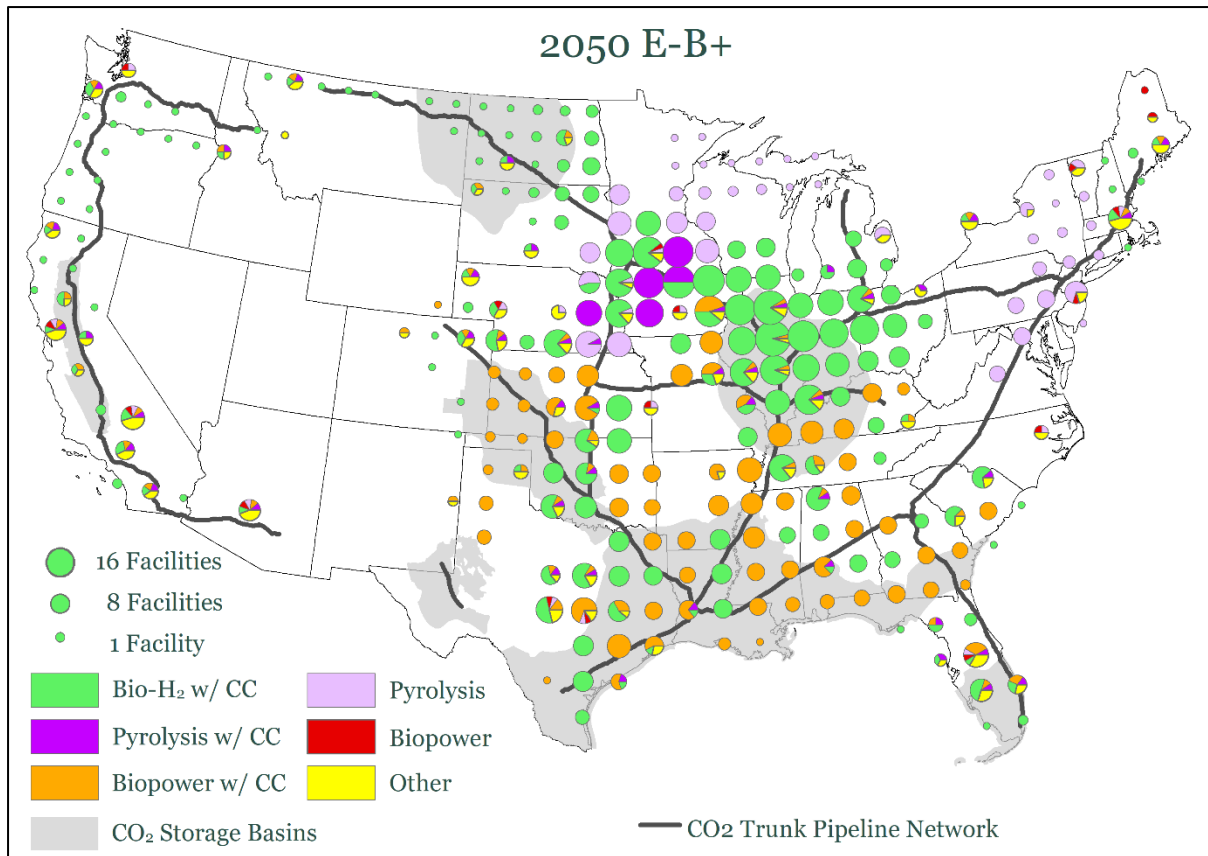 2050 E-B+
16 Facilities
8 Facilities
1 Facility
Bio-H₂ w/ CC
Pyrolysis
Pyrolysis w/ CC
Biopower
Biopower w/ CC
Other
CO₂ Storage Basins
CO2 Trunk Pipeline Network